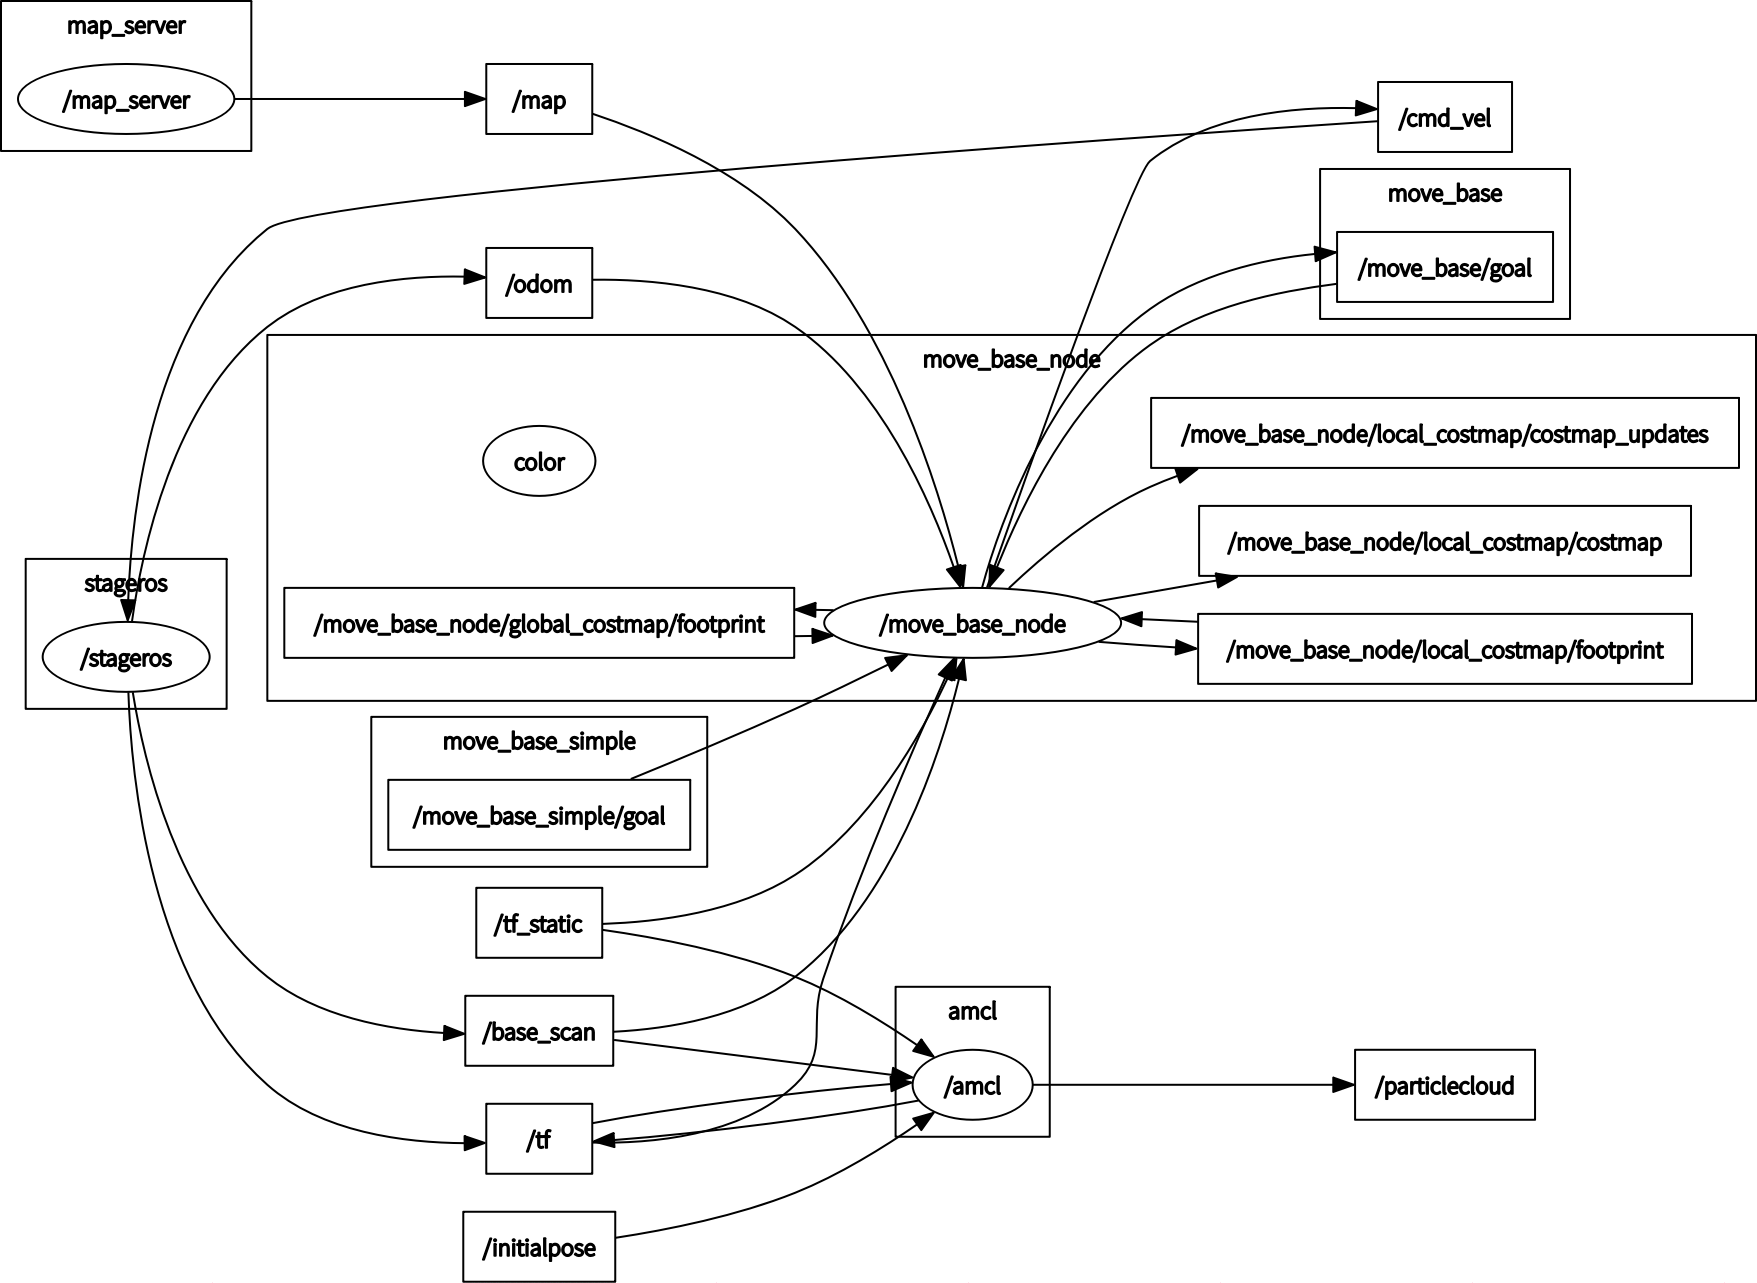 map_server
/map_server
/map
/cmd_vel
move_base
/move_base/goal
/odom
move_base_node
/move_base_node/local_costmap/costmap_updates
color
/move_base_node/local_costmap/costmap
stageros
/stageros
/move_base_node/global_costmap/footprint
/move_base_node
/move_base_node/local_costmap/footprint
move_base_simple
/move_base_simple/goal
/tf_static
/base_scan
amcl
/amcl
/particlecloud
/tf
/initialpose